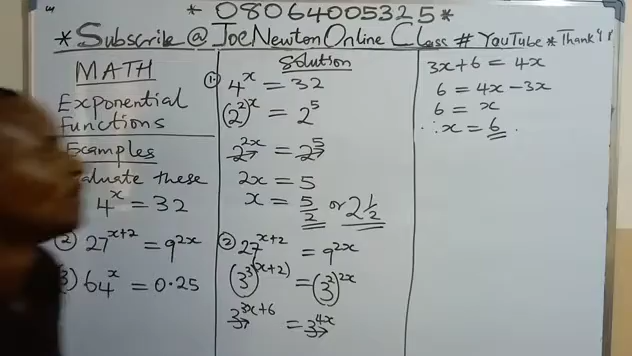 * 08064005325 *
* Subscribe @ JoeNewtonOnline Class # YouTube * Thank
MATH
Exponential
functions
Examples
these
4^x = 32
② 27^{x+2} = 9^{2x}
3) 64^x = 0.25
Solution
① 4^x = 32
(2^2)^x = 2^5
2^{2x} = 2^5
2x = 5
x = 5/2 or 2 1/2
② 27^{x+2} = 9^{2x}
(3^3)^{(x+2)} = (3^2)^{2x}
3^{3x+6} = 3^{4x}
3x+6 = 4x
6 = 4x - 3x
6 = x
∴ x = 6.